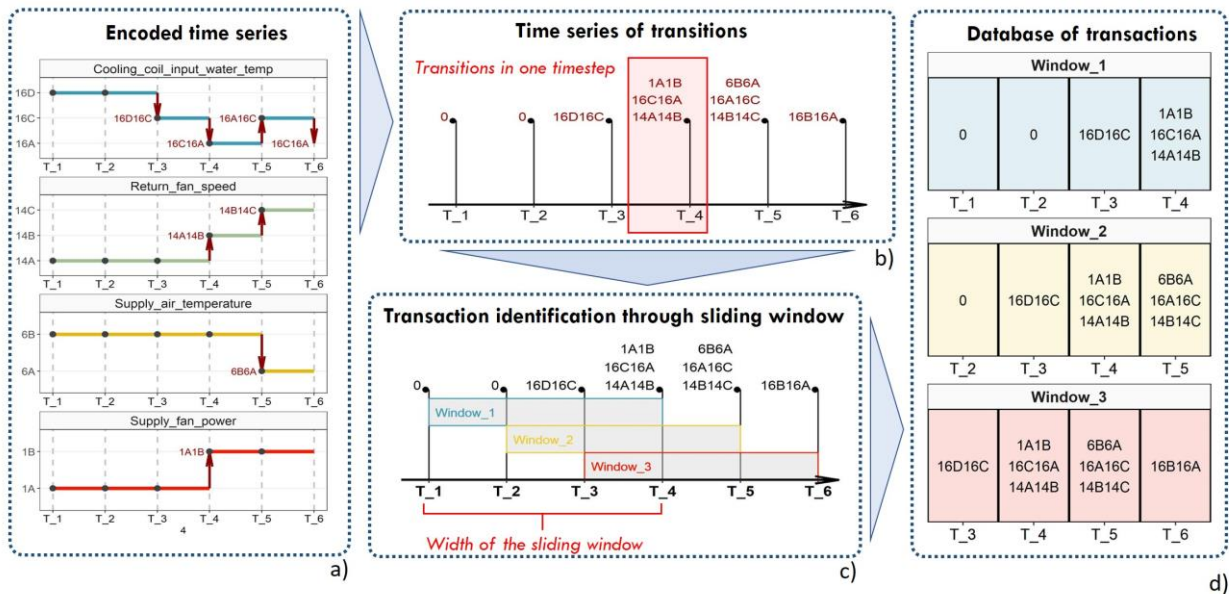 Encoded time series
Cooling_coil_input_water_temp
16D
16C
16A
16D16C
16A16C
16C16A
16C16A
T_1 T_2 T_3 T_4 T_5 T_6
Return_fan_speed
14C
14B
14A
14B14C
14A14B
T_1 T_2 T_3 T_4 T_5 T_6
Supply_air_temperature
6B
6A
6B6A
T_1 T_2 T_3 T_4 T_5 T_6
Supply_fan_power
1B
1A
1A1B
T_1 T_2 T_3 T_4 T_5 T_6
4
a)
Time series of transitions
Transitions in one timestep
1A1B 6B6A
16C16A 16A16C
0 0 16D16C 14A14B 14B14C 16B16A
T_1 T_2 T_3 T_4 T_5 T_6
b)
Transaction identification through sliding window
1A1B 6B6A
16C16A 16A16C
0 0 16D16C 14A14B 14B14C 16B16A
Window_1
Window_2
Window_3
T_1 T_2 T_3 T_4 T_5 T_6
Width of the sliding window
c)
Database of transactions
Window_1
0 0 16D16C 1A1B 16C16A 14A14B
T_1 T_2 T_3 T_4
Window_2
0 16D16C 1A1B 16C16A 14A14B 6B6A 16A16C 14B14C
T_2 T_3 T_4 T_5
Window_3
16D16C 1A1B 16C16A 14A14B 6B6A 16A16C 14B14C 16B16A
T_3 T_4 T_5 T_6
d)